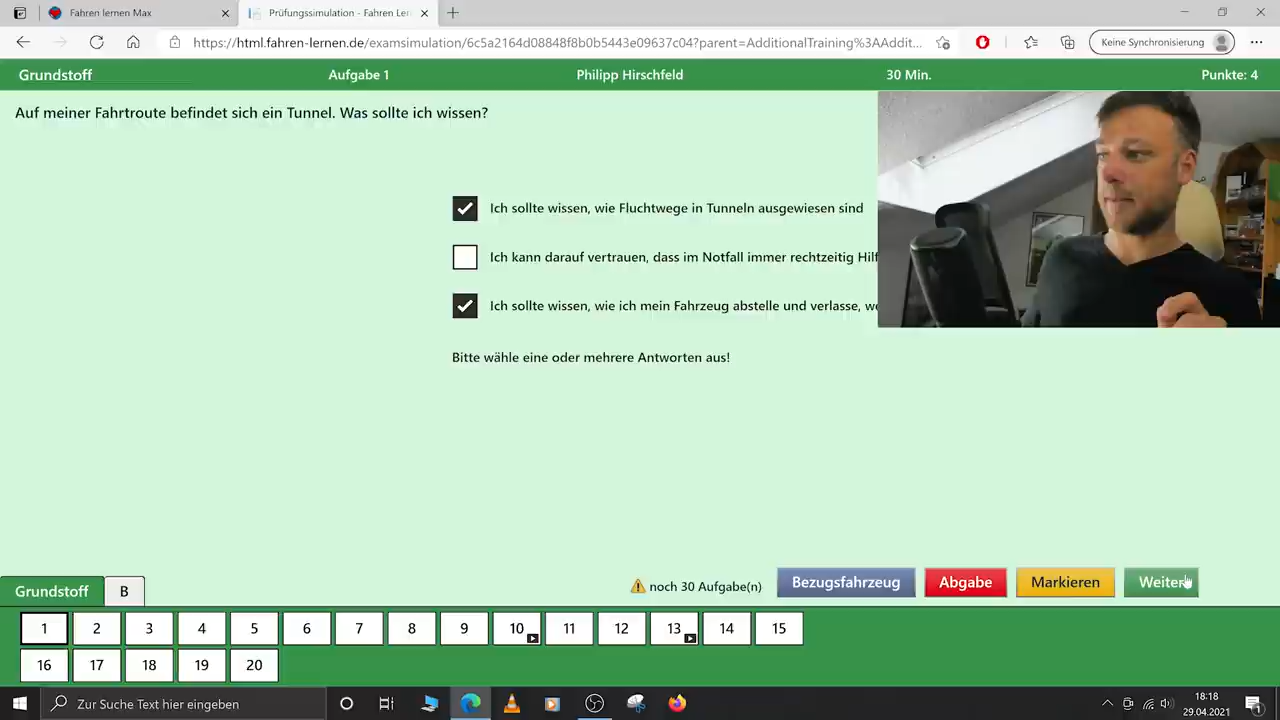 Fahren lernen Max
Prüfungssimulation - Fahren Ler
https://html.fahren-lernen.de/examsimulation/6c5a2164d08848f8b0b5443e09637c04?parent=AdditionalTraining%3AAddit...
Keine Synchronisierung
Grundstoff Aufgabe 1 Philipp Hirschfeld 30 Min. Punkte: 4
Auf meiner Fahrtroute befindet sich ein Tunnel. Was sollte ich wissen?
Ich sollte wissen, wie Fluchtwege in Tunneln ausgewiesen sind
Ich kann darauf vertrauen, dass im Notfall immer rechtzeitig Hilf
Ich sollte wissen, wie ich mein Fahrzeug abstelle und verlasse, we
Bitte wähle eine oder mehrere Antworten aus!
Grundstoff B noch 30 Aufgabe(n) Bezugsfahrzeug Abgabe Markieren Weiter
1 2 3 4 5 6 7 8 9 10 11 12 13 14 15
16 17 18 19 20
Zur Suche Text hier eingeben
18:18
29.04.2021